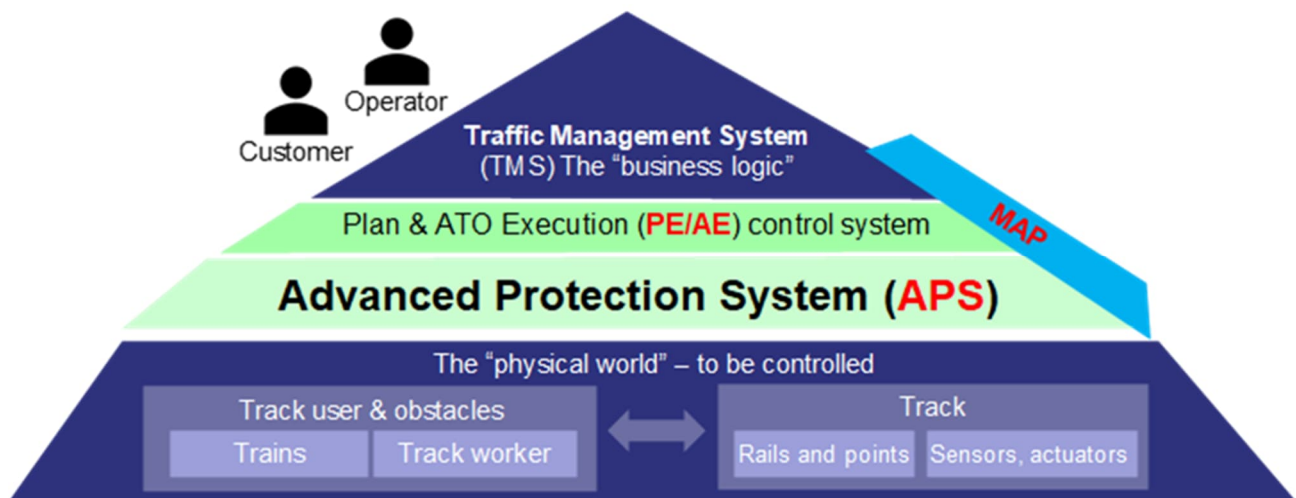 Operator
Customer
Traffic Management System
(TMS) The “business logic”
Plan & ATO Execution (PE/AE) control system
MAP
Advanced Protection System (APS)
The “physical world” – to be controlled
Track user & obstacles
Trains
Track worker
Track
Rails and points
Sensors, actuators